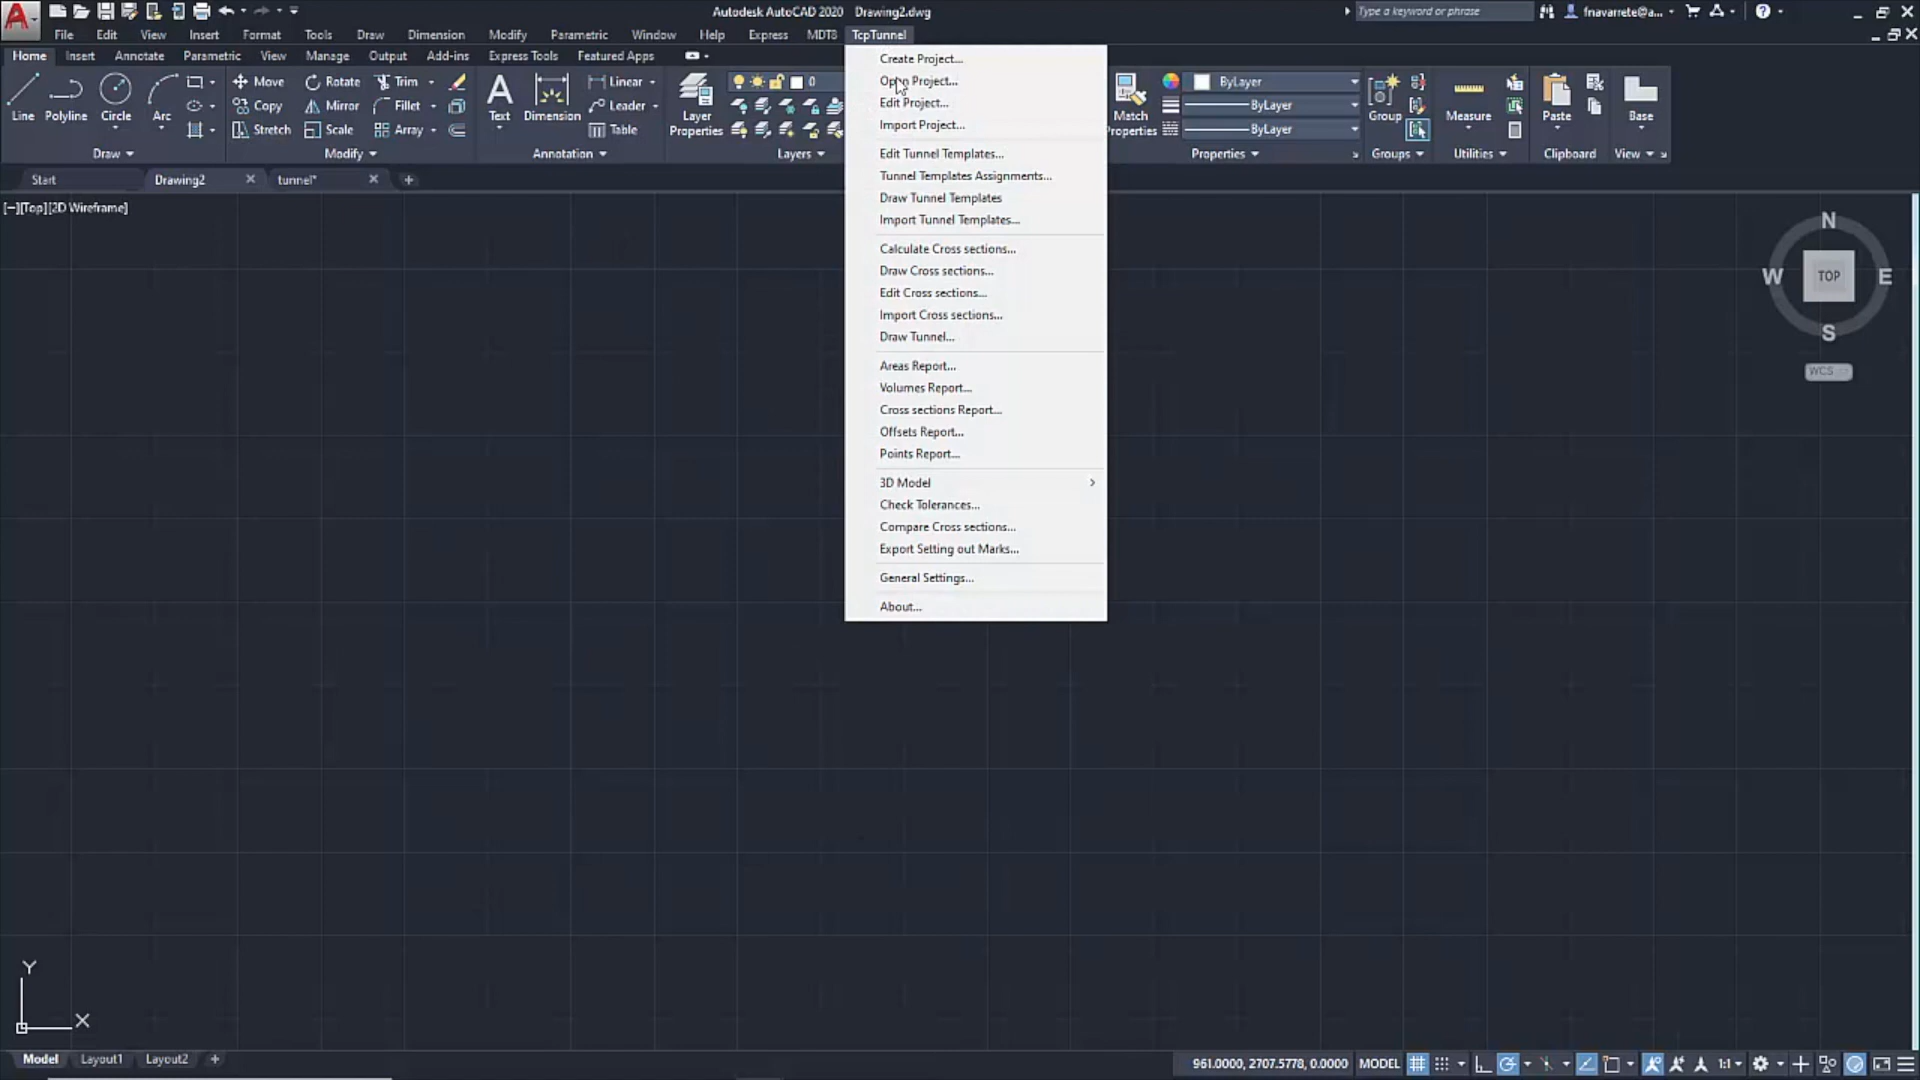 Autodesk AutoCAD 2020 Drawing2.dwg
Type a keyword or phrase
fnavarrete@a...
File Edit View Insert Format Tools Draw Dimension Modify Parametric Window Help Express MDT8 TcpTunnel
Home Insert Annotate Parametric View Manage Output Add-ins Express Tools Featured Apps
Line
Polyline
Circle
Arc
Draw
Move
Rotate
Trim
Copy
Mirror
Fillet
Stretch
Scale
Array
Modify
Text
Dimension
Linear
Leader
Table
Annotation
Layer
Properties
0
Layers
Match
Properties
ByLayer
ByLayer
ByLayer
Properties
Group
Groups
Measure
Utilities
Paste
Clipboard
Base
View
Start
Drawing2
tunnel*
[−][Top][2D Wireframe]
Create Project...
Open Project...
Edit Project...
Import Project...
Edit Tunnel Templates...
Tunnel Templates Assignments...
Draw Tunnel Templates
Import Tunnel Templates...
Calculate Cross sections...
Draw Cross sections...
Edit Cross sections...
Import Cross sections...
Draw Tunnel...
Areas Report...
Volumes Report...
Cross sections Report...
Offsets Report...
Points Report...
3D Model
Check Tolerances...
Compare Cross sections...
Export Setting out Marks...
General Settings...
About...
N
W
TOP
E
S
WCS
Y
X
Model Layout1 Layout2
961.0000, 2707.5778, 0.0000 MODEL
1:1